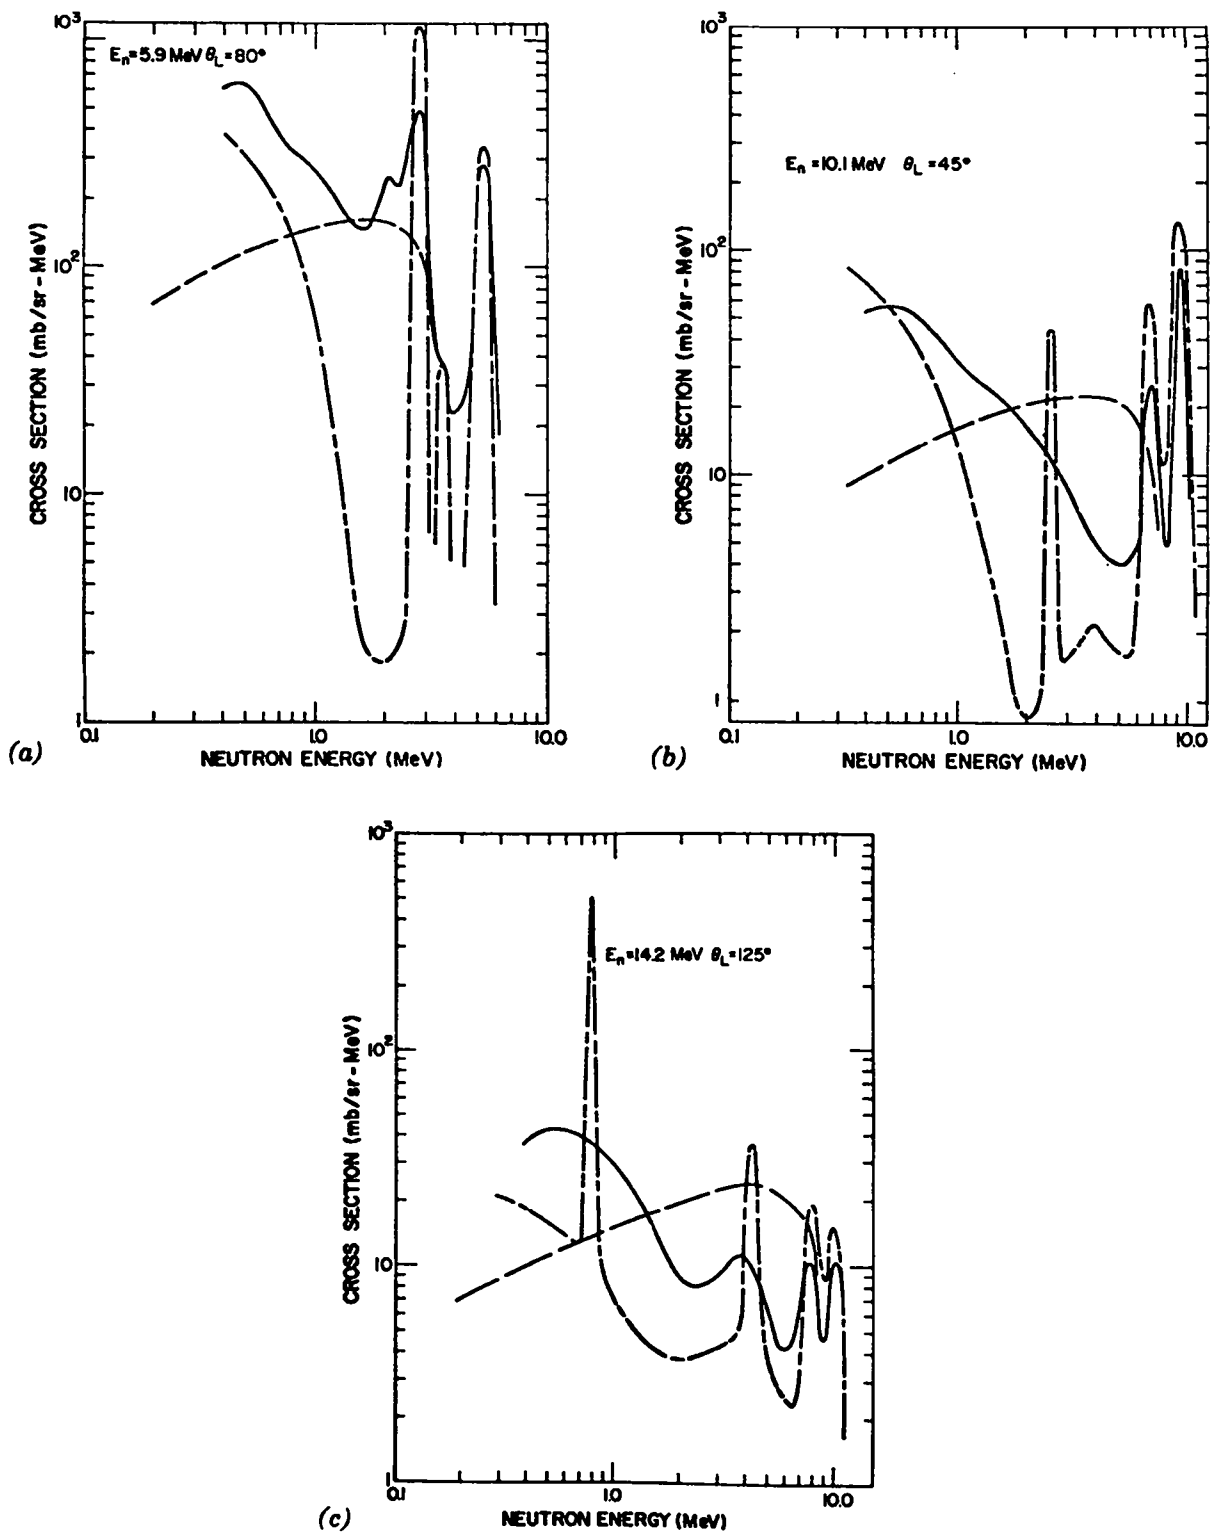 10³
Eₙ=5.9 MeV θ_L=80°
10²
10
1
0.1 1.0 10.0
CROSS SECTION (mb/sr-MeV)
NEUTRON ENERGY (MeV)
(a)
10³
Eₙ=10.1 MeV θ_L=45°
10²
10
1
0.1 1.0 10.0
CROSS SECTION (mb/sr-MeV)
NEUTRON ENERGY (MeV)
(b)
10³
Eₙ=14.2 MeV θ_L=125°
10²
10
1
0.1 1.0 10.0
CROSS SECTION (mb/sr-MeV)
NEUTRON ENERGY (MeV)
(c)